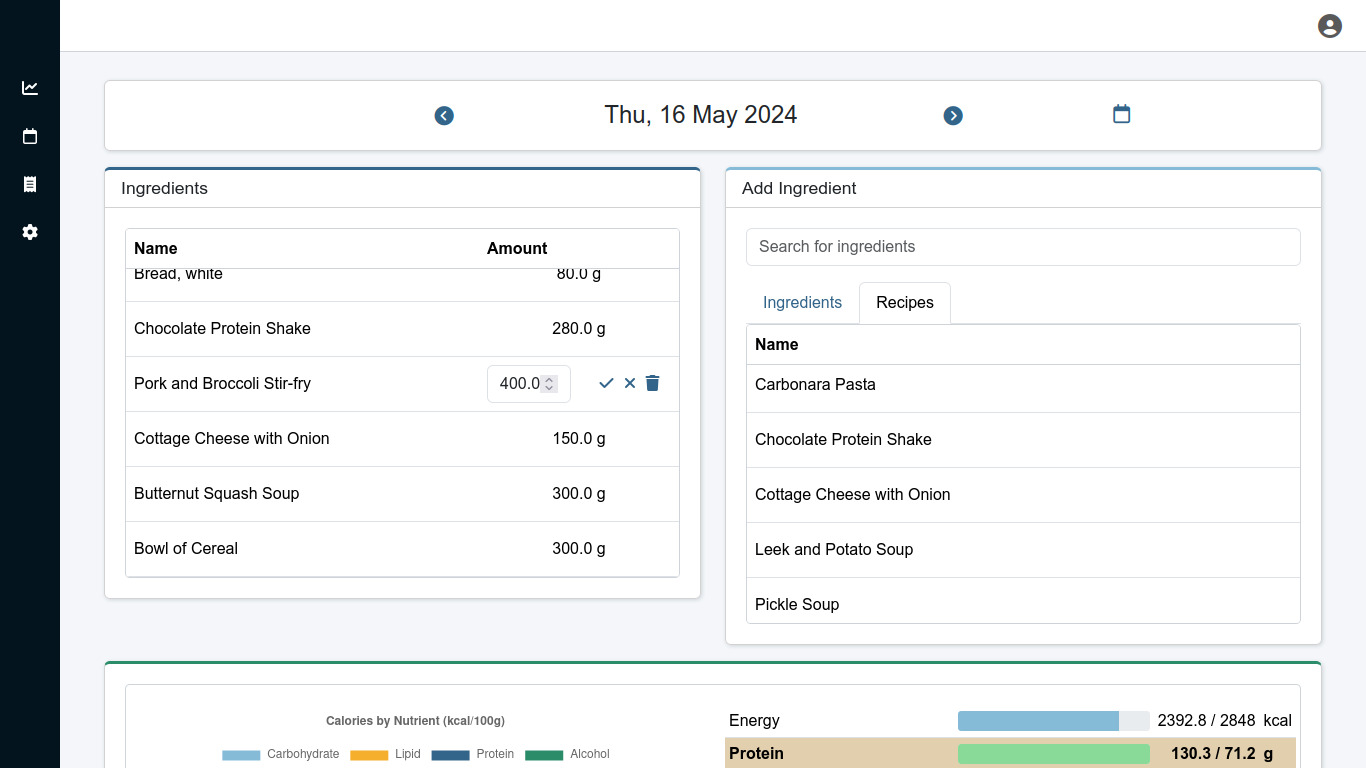 Thu, 16 May 2024
Ingredients
Name Amount
Bread, white 80.0 g
Chocolate Protein Shake 280.0 g
Pork and Broccoli Stir-fry 400.0
Cottage Cheese with Onion 150.0 g
Butternut Squash Soup 300.0 g
Bowl of Cereal 300.0 g
Add Ingredient
Search for ingredients
Ingredients Recipes
Name
Carbonara Pasta
Chocolate Protein Shake
Cottage Cheese with Onion
Leek and Potato Soup
Pickle Soup
Calories by Nutrient (kcal/100g)
Carbohydrate Lipid Protein Alcohol
Energy 2392.8 / 2848 kcal
Protein 130.3 / 71.2 g